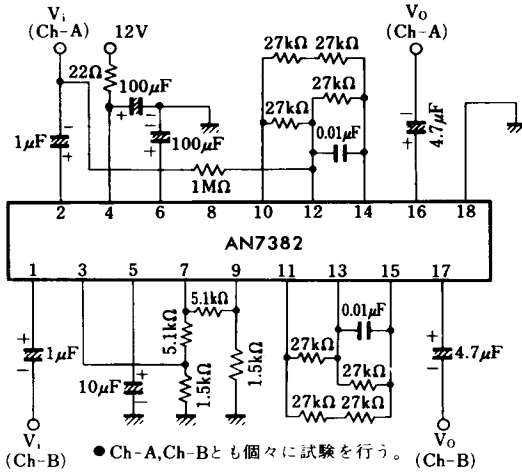 Vi
(Ch-A)
12V
VO
(Ch-A)
22Ω
100μF
+
−
1μF
−
+
+
−
100μF
1MΩ
27kΩ 27kΩ
27kΩ
27kΩ
0.01μF
−
+
4.7μF
2 4 6 8 10 12 14 16 18
AN7382
1 3 5 7 9 11 13 15 17
+
−
1μF
10μF
+
−
5.1kΩ
5.1kΩ
1.5kΩ
1.5kΩ
0.01μF
27kΩ
27kΩ
27kΩ 27kΩ
+
−
4.7μF
Vi
(Ch-B)
VO
(Ch-B)
●Ch-A,Ch-Bとも個々に試験を行う。